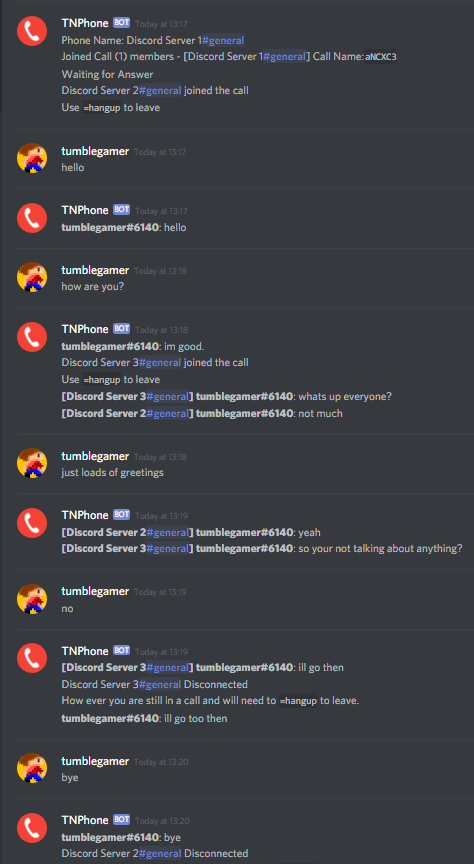 TNPhone BOT Today at 13:17
Phone Name: Discord Server 1#general
Joined Call (1) members - [Discord Server 1#general] Call Name:aNCXC3
Waiting for Answer
Discord Server 2#general joined the call
Use =hangup to leave
tumblegamer Today at 13:17
hello
TNPhone BOT Today at 13:17
tumblegamer#6140: hello
tumblegamer Today at 13:18
how are you?
TNPhone BOT Today at 13:18
tumblegamer#6140: im good.
Discord Server 3#general joined the call
Use =hangup to leave
[Discord Server 3#general] tumblegamer#6140: whats up everyone?
[Discord Server 2#general] tumblegamer#6140: not much
tumblegamer Today at 13:18
just loads of greetings
TNPhone BOT Today at 13:19
[Discord Server 2#general] tumblegamer#6140: yeah
[Discord Server 3#general] tumblegamer#6140: so your not talking about anything?
tumblegamer Today at 13:19
no
TNPhone BOT Today at 13:19
[Discord Server 3#general] tumblegamer#6140: ill go then
Discord Server 3#general Disconnected
How ever you are still in a call and will need to =hangup to leave.
tumblegamer#6140: ill go too then
tumblegamer Today at 13:20
bye
TNPhone BOT Today at 13:20
tumblegamer#6140: bye
Discord Server 2#general Disconnected